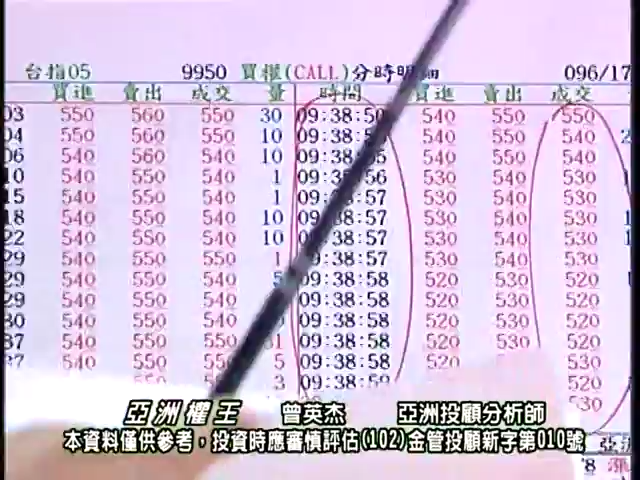 台指05 9950 買權(CALL)分時明細 096/17
買進 賣出 成交 量 時間 買進 賣出 成交
03 550 560 550 30 09:38:50 540 550 550
04 550 560 540 10 540 550 540
06 540 560 540 10 540 550 540
10 540 550 540 1 530 550 530
15 540 550 540 1 09:38:57 530 540 530
18 540 550 540 10 09:38:57 530 540 530
22 540 550 540 10 09:38:57 530 540 530
29 540 550 540 1 09:38:57 530 540 530
29 540 550 540 09:38:58 520 530 520
29 540 550 540 09:38:58 520 530 520
30 540 550 540 09:38:58 520 530 520
37 540 550 09:38:58 520 530 530
37 540 550 5 09:38:58 520 520
3 520
530
亞洲權王 曾英杰 亞洲投顧分析師
本資料僅供參考，投資時應審慎評估(102)金管投顧新字第010號